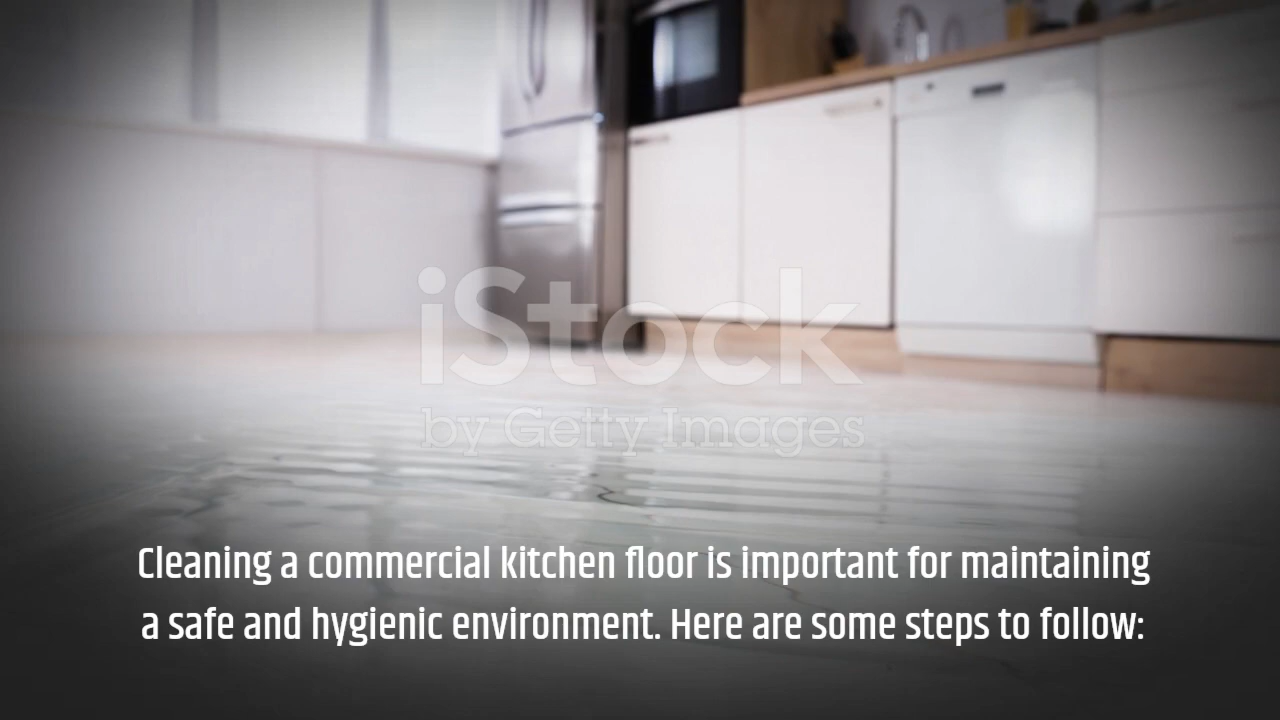 iStock
by Getty Images
Cleaning a commercial kitchen floor is important for maintaining
a safe and hygienic environment. Here are some steps to follow: